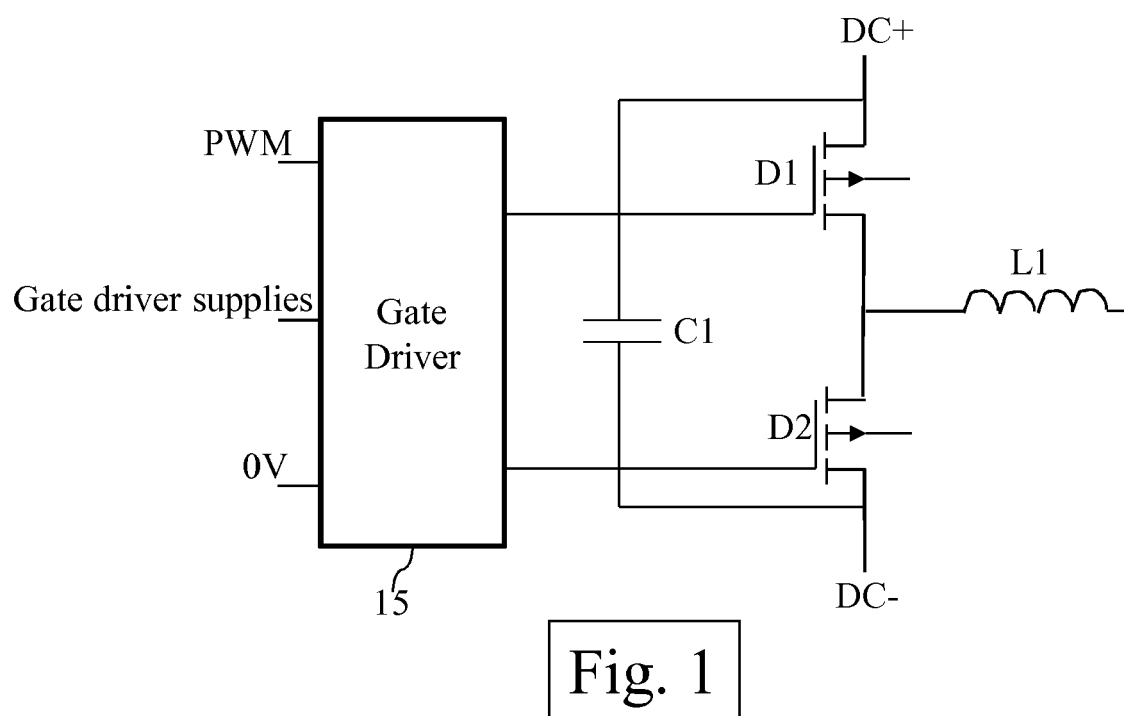 DC+
PWM
D1
L1
Gate driver supplies
Gate
Driver
C1
D2
0V
15
DC-
Fig. 1